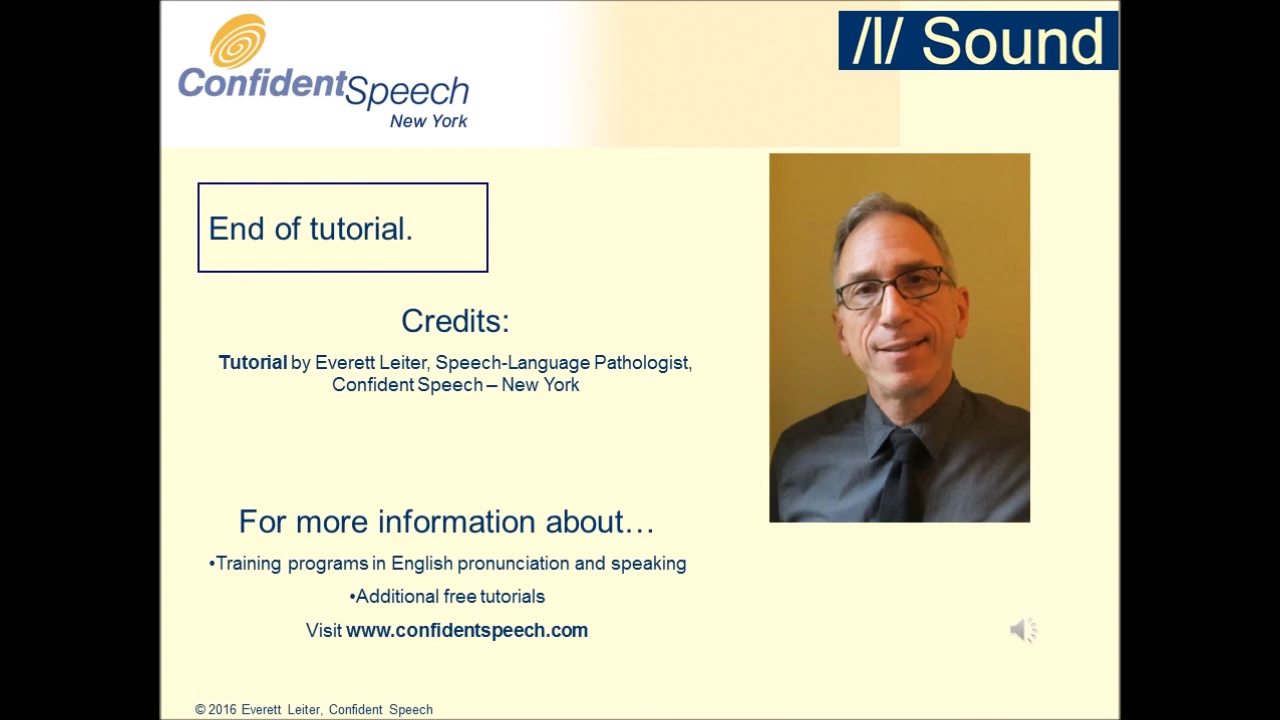 ConfidentSpeech
New York
/l/ Sound
End of tutorial.
Credits:
Tutorial by Everett Leiter, Speech-Language Pathologist,
Confident Speech – New York
For more information about…
•Training programs in English pronunciation and speaking
•Additional free tutorials
Visit www.confidentspeech.com
© 2016 Everett Leiter, Confident Speech